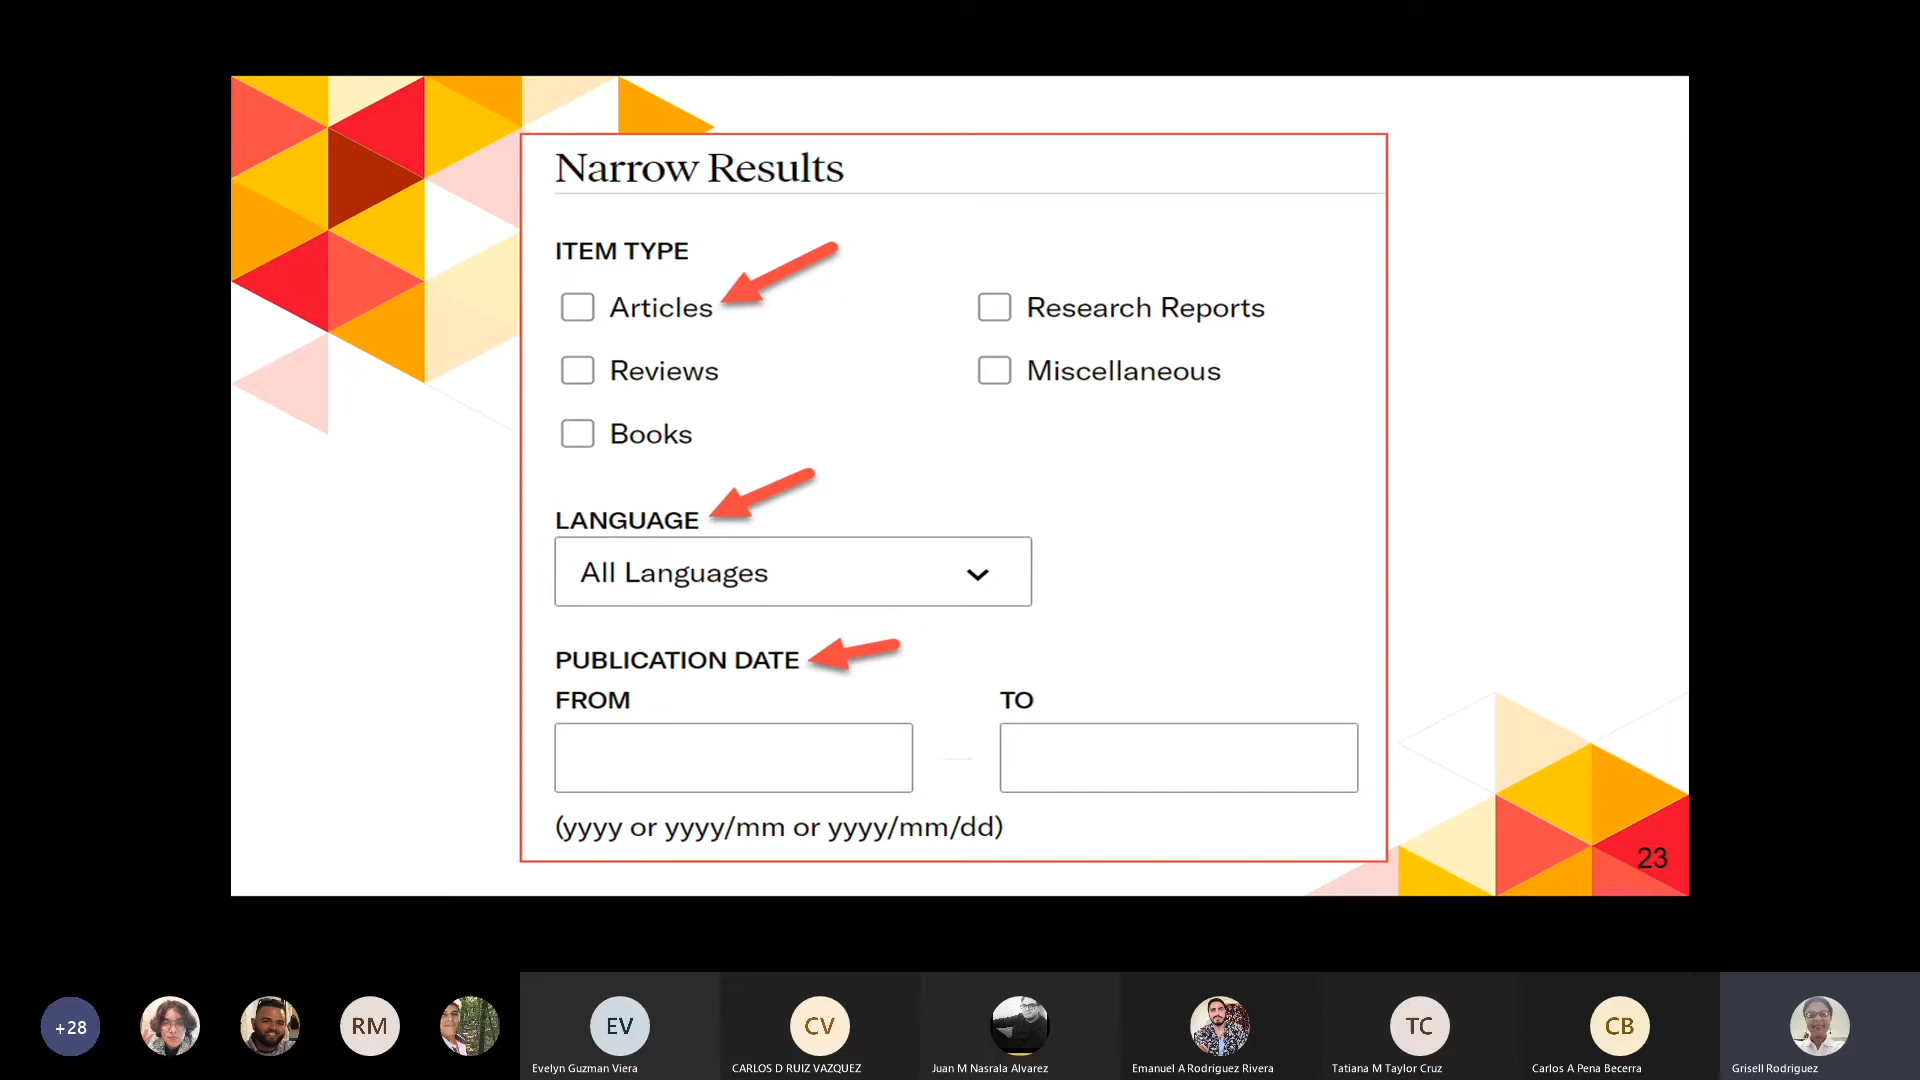 Narrow Results
ITEM TYPE
Articles
Research Reports
Reviews
Miscellaneous
Books
LANGUAGE
All Languages
PUBLICATION DATE
FROM
TO
(yyyy or yyyy/mm or yyyy/mm/dd)
23
+28
RM
EV
CV
TC
CB
Evelyn Guzman Viera
CARLOS D RUIZ VAZQUEZ
Juan M Nasrala Alvarez
Emanuel A Rodriguez Rivera
Tatiana M Taylor Cruz
Carlos A Pena Becerra
Grisell Rodriguez